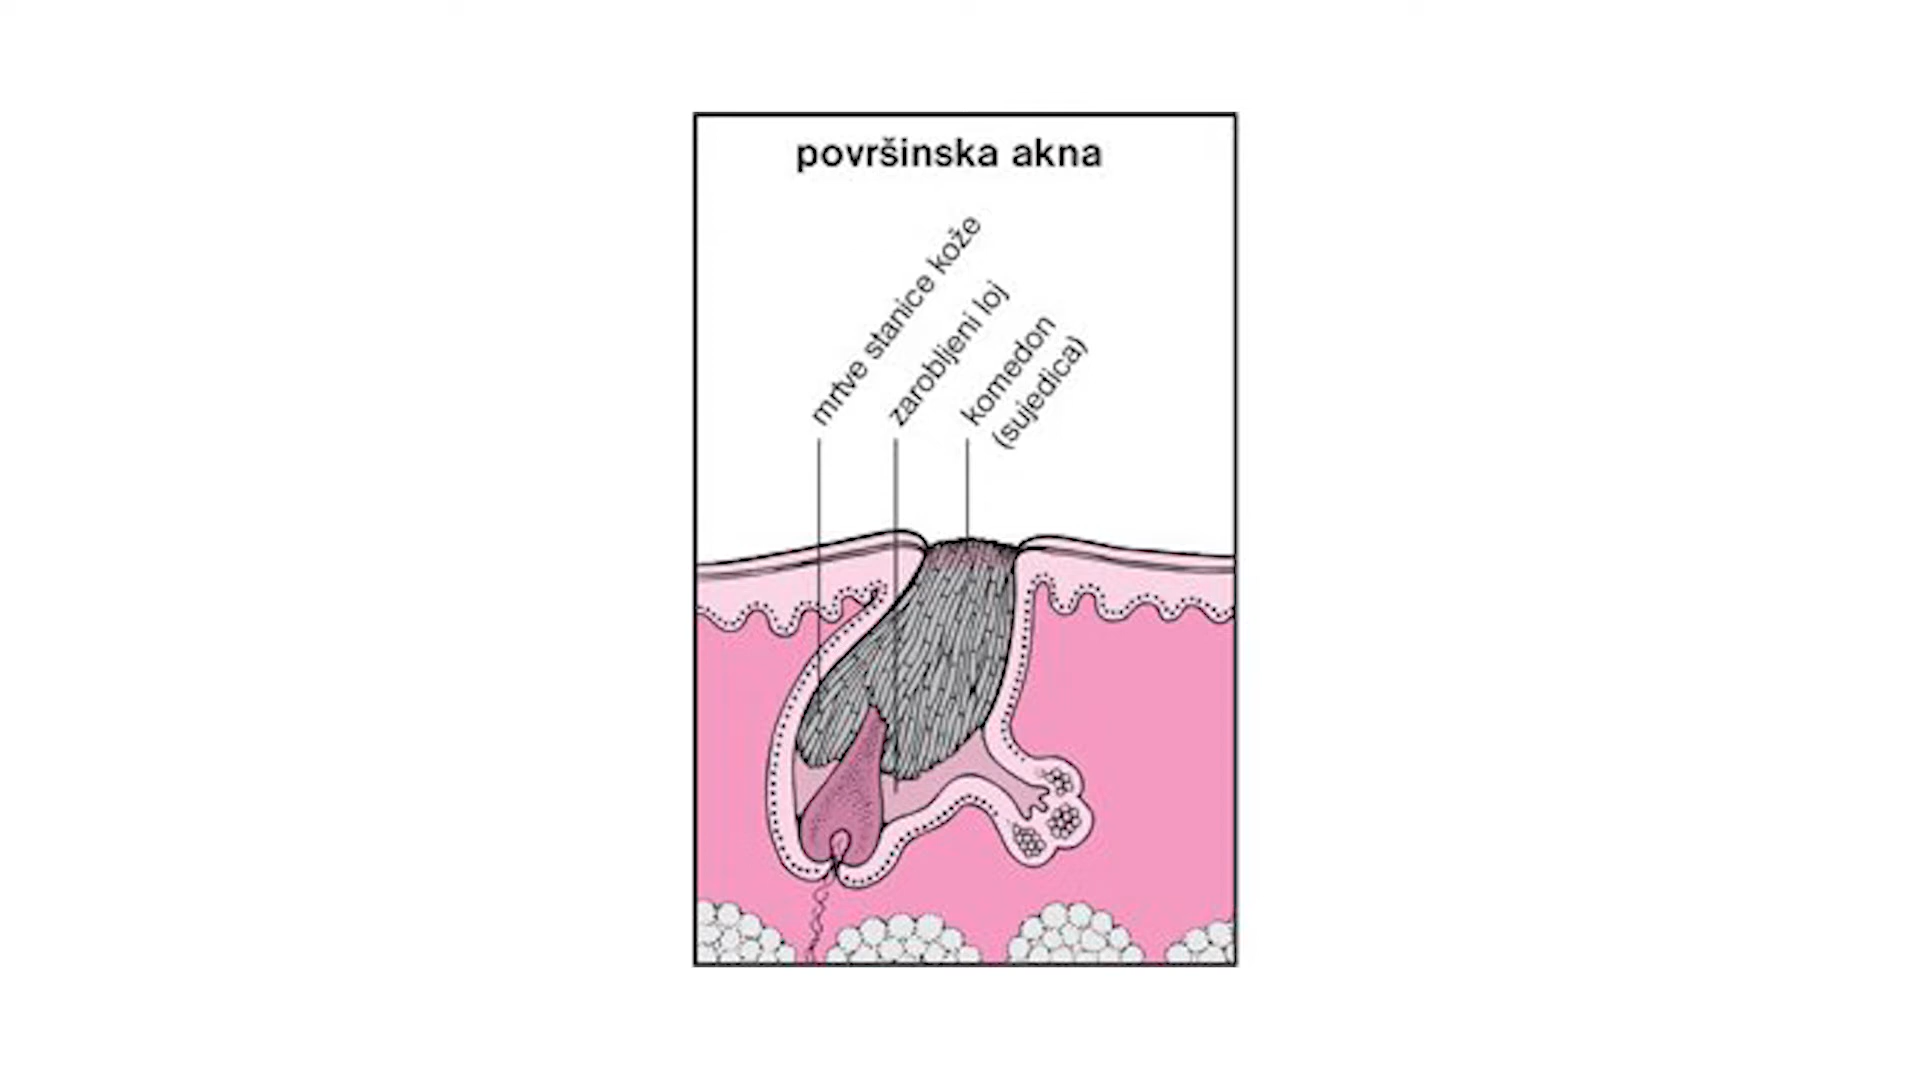 površinska akna
mrtve stanice kože
zarobljeni loj
komedon
(sujedica)